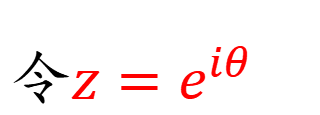 令z = e^{iθ}